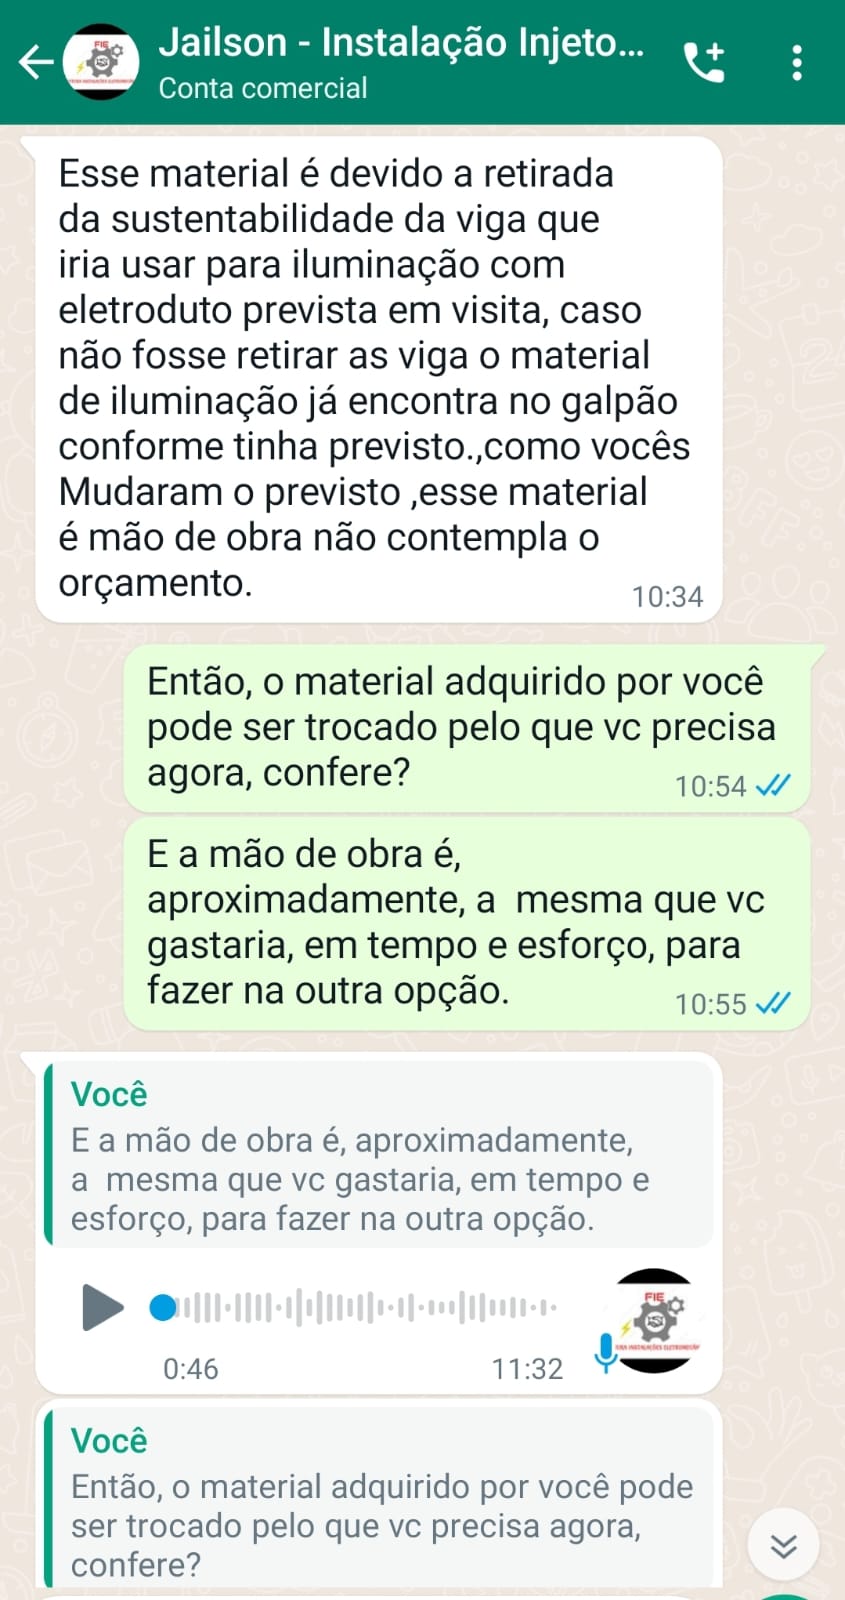 Jailson - Instalação Injeto...
Conta comercial
Esse material é devido a retirada
da sustentabilidade da viga que
iria usar para iluminação com
eletroduto prevista em visita, caso
não fosse retirar as viga o material
de iluminação já encontra no galpão
conforme tinha previsto.,como vocês
Mudaram o previsto ,esse material
é mão de obra não contempla o
orçamento.
10:34
Então, o material adquirido por você
pode ser trocado pelo que vc precisa
agora, confere?
10:54
E a mão de obra é,
aproximadamente, a mesma que vc
gastaria, em tempo e esforço, para
fazer na outra opção.
10:55
Você
E a mão de obra é, aproximadamente,
a mesma que vc gastaria, em tempo e
esforço, para fazer na outra opção.
FIE
0:46
11:32
Você
Então, o material adquirido por você pode
ser trocado pelo que vc precisa agora,
confere?